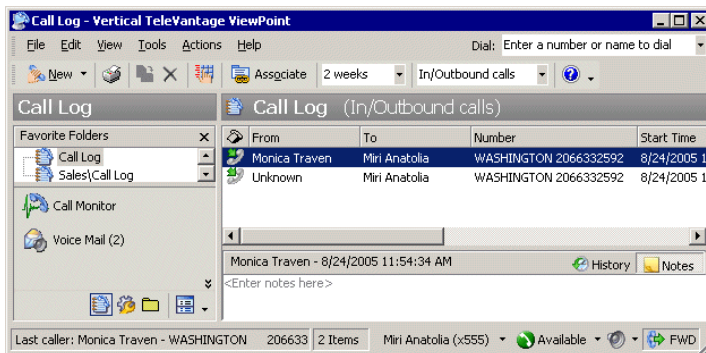 Call Log - Vertical TeleVantage ViewPoint
File Edit View Tools Actions Help Dial: Enter a number or name to dial
New Associate 2 weeks In/Outbound calls
Call Log Call Log (In/Outbound calls)
Favorite Folders x From To Number Start Time
Call Log Monica Traven Miri Anatolia WASHINGTON 2066332592 8/24/2005 1
Sales\Call Log Unknown Miri Anatolia WASHINGTON 2066332592 8/24/2005 1
Call Monitor
Voice Mail (2)
Monica Traven - 8/24/2005 11:54:34 AM History Notes
<Enter notes here>
Last caller: Monica Traven - WASHINGTON 206633 2 Items Miri Anatolia (x555) Available FWD